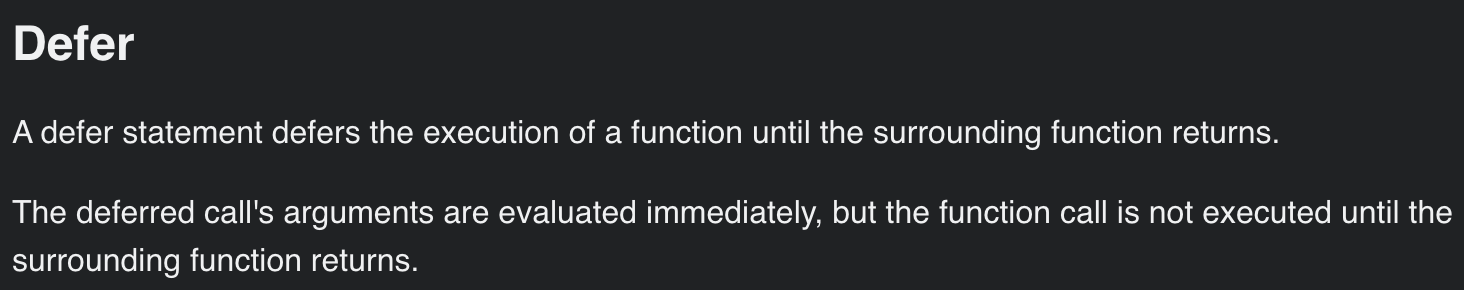 Defer
A defer statement defers the execution of a function until the surrounding function returns.
The deferred call's arguments are evaluated immediately, but the function call is not executed until the
surrounding function returns.